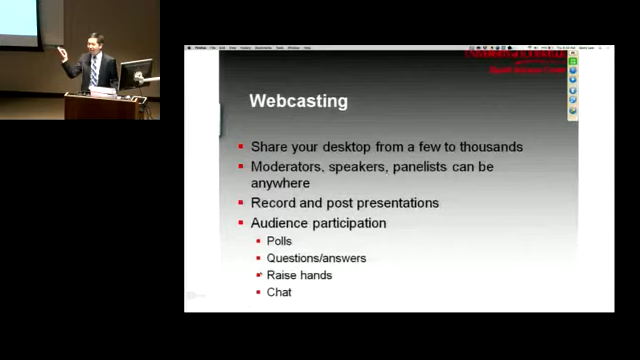 Webcasting
Share your desktop from a few to thousands
Moderators, speakers, panelists can be
anywhere
Record and post presentations
Audience participation
Polls
Questions/answers
Raise hands
Chat